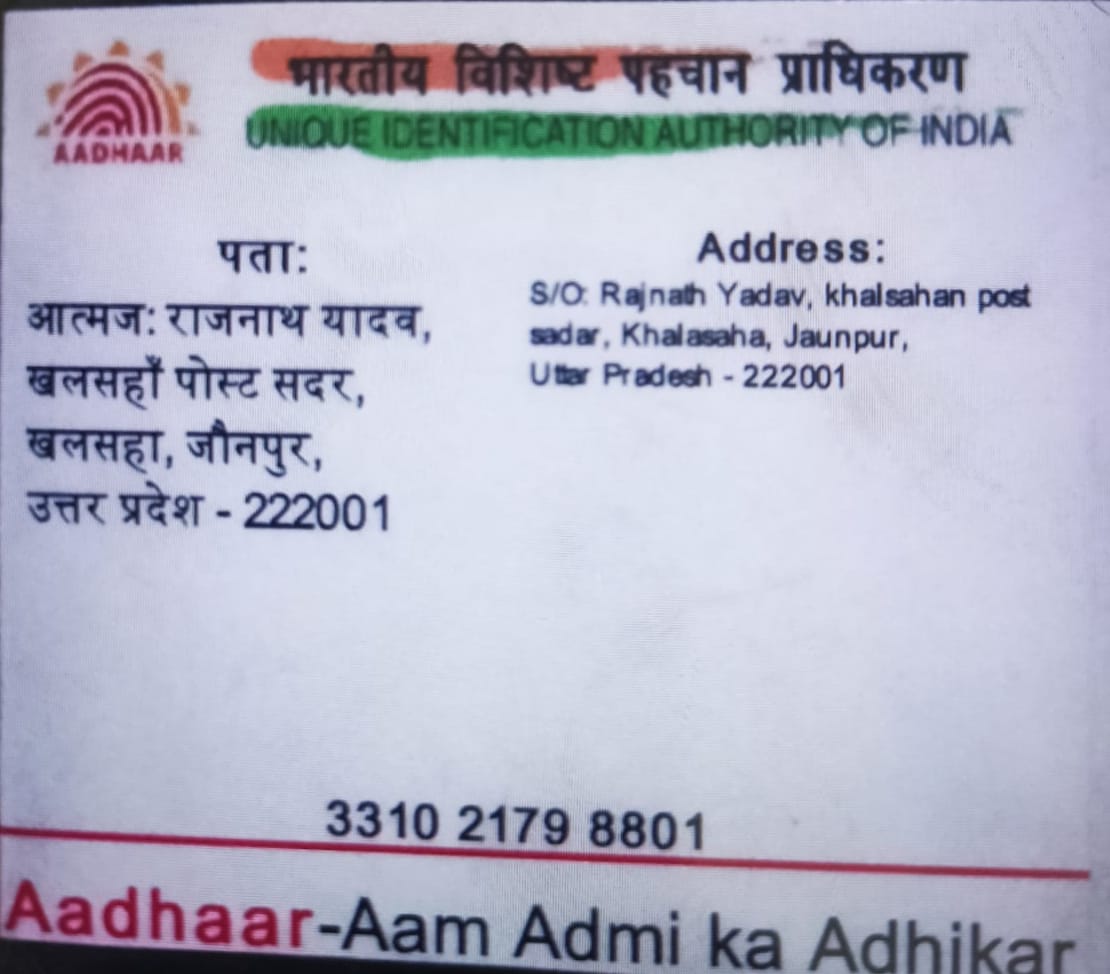 भारतीय विशिष्ट पहचान प्राधिकरण
UNIQUE IDENTIFICATION AUTHORITY OF INDIA
AADHAAR
पता:
आत्मज: राजनाथ यादव,
खलसहाँ पोस्ट सदर,
खलसहा, जौनपुर,
उत्तर प्रदेश - 222001
Address:
S/O: Rajnath Yadav, khalsahan post
sadar, Khalasaha, Jaunpur,
Uttar Pradesh - 222001
3310 2179 8801
Aadhaar-Aam Admi ka Adhikar